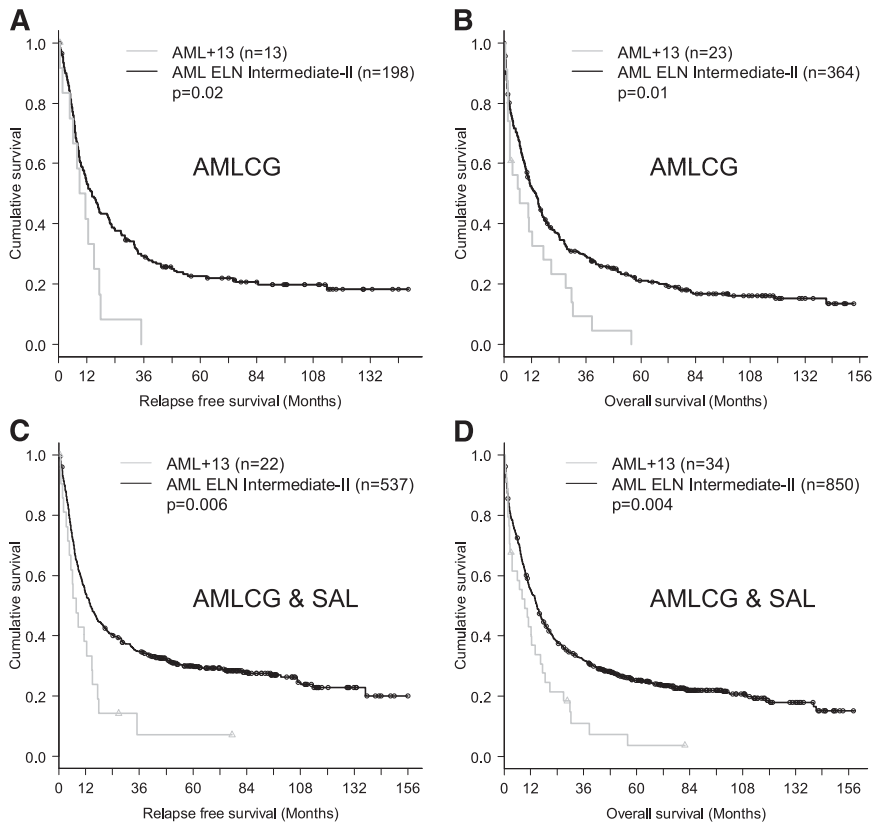 A
AML+13 (n=13)
AML ELN Intermediate-II (n=198)
p=0.02
AMLCG
Cumulative survival
1.0
0.8
0.6
0.4
0.2
0.0
0 12 36 60 84 108 132
Relapse free survival (Months)
B
AML+13 (n=23)
AML ELN Intermediate-II (n=364)
p=0.01
AMLCG
Cumulative survival
1.0
0.8
0.6
0.4
0.2
0.0
0 12 36 60 84 108 132 156
Overall survival (Months)
C
AML+13 (n=22)
AML ELN Intermediate-II (n=537)
p=0.006
AMLCG & SAL
Cumulative survival
1.0
0.8
0.6
0.4
0.2
0.0
0 12 36 60 84 108 132 156
Relapse free survival (Months)
D
AML+13 (n=34)
AML ELN Intermediate-II (n=850)
p=0.004
AMLCG & SAL
Cumulative survival
1.0
0.8
0.6
0.4
0.2
0.0
0 12 36 60 84 108 132 156
Overall survival (Months)